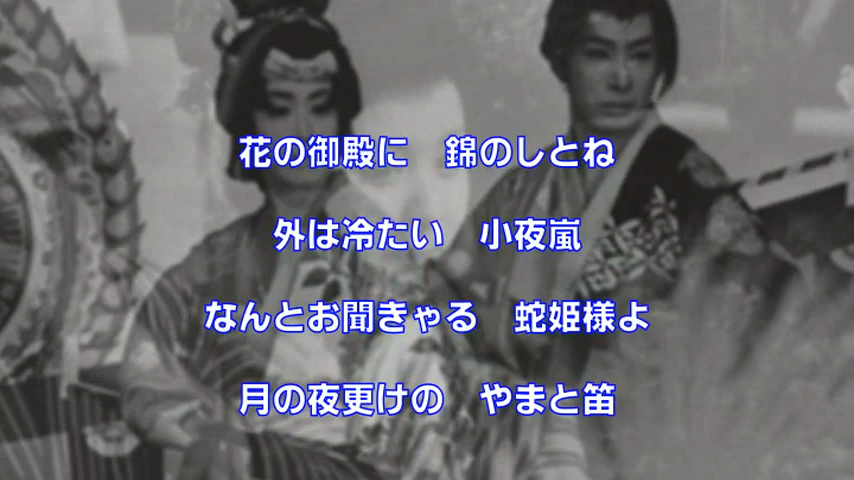 花の御殿に　錦のしとね
外は冷たい　小夜嵐
なんとお聞きゃる　蛇姫様よ
月の夜更けの　やまと笛